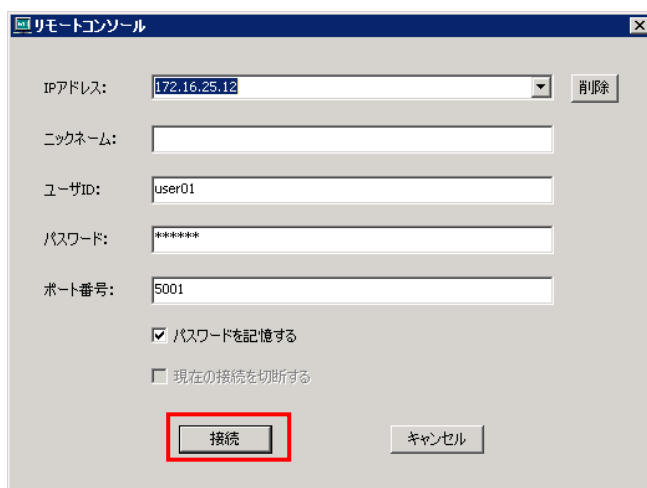 リモートコンソール
IPアドレス: 172.16.25.12 削除
ニックネーム:
ユーザID: user01
パスワード: ******
ポート番号: 5001
パスワードを記憶する
現在の接続を切断する
接続 キャンセル